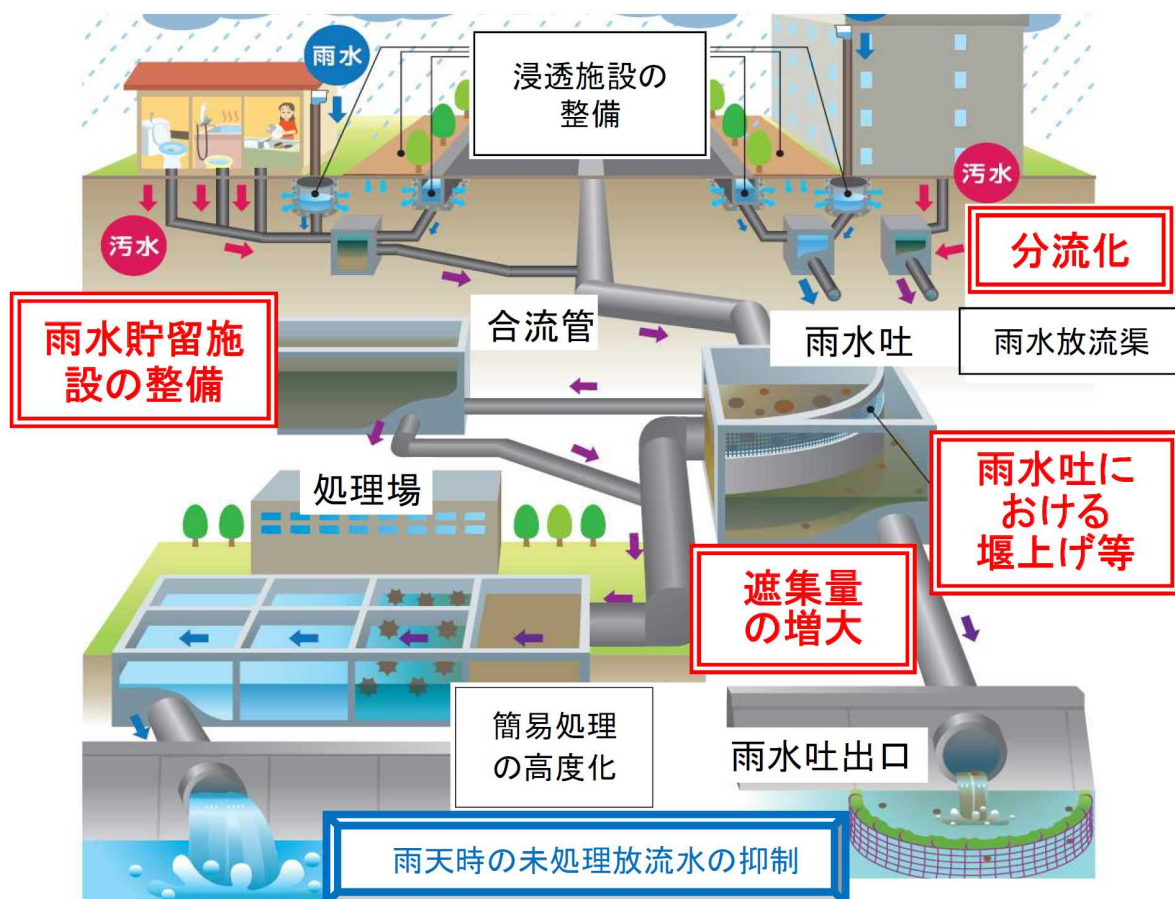 雨水
浸透施設の
整備
汚水
汚水
分流化
雨水貯留施
設の整備
合流管
雨水吐
雨水放流渠
処理場
雨水吐に
おける
堰上げ等
遮集量
の増大
簡易処理
の高度化
雨水吐出口
雨天時の未処理放流水の抑制